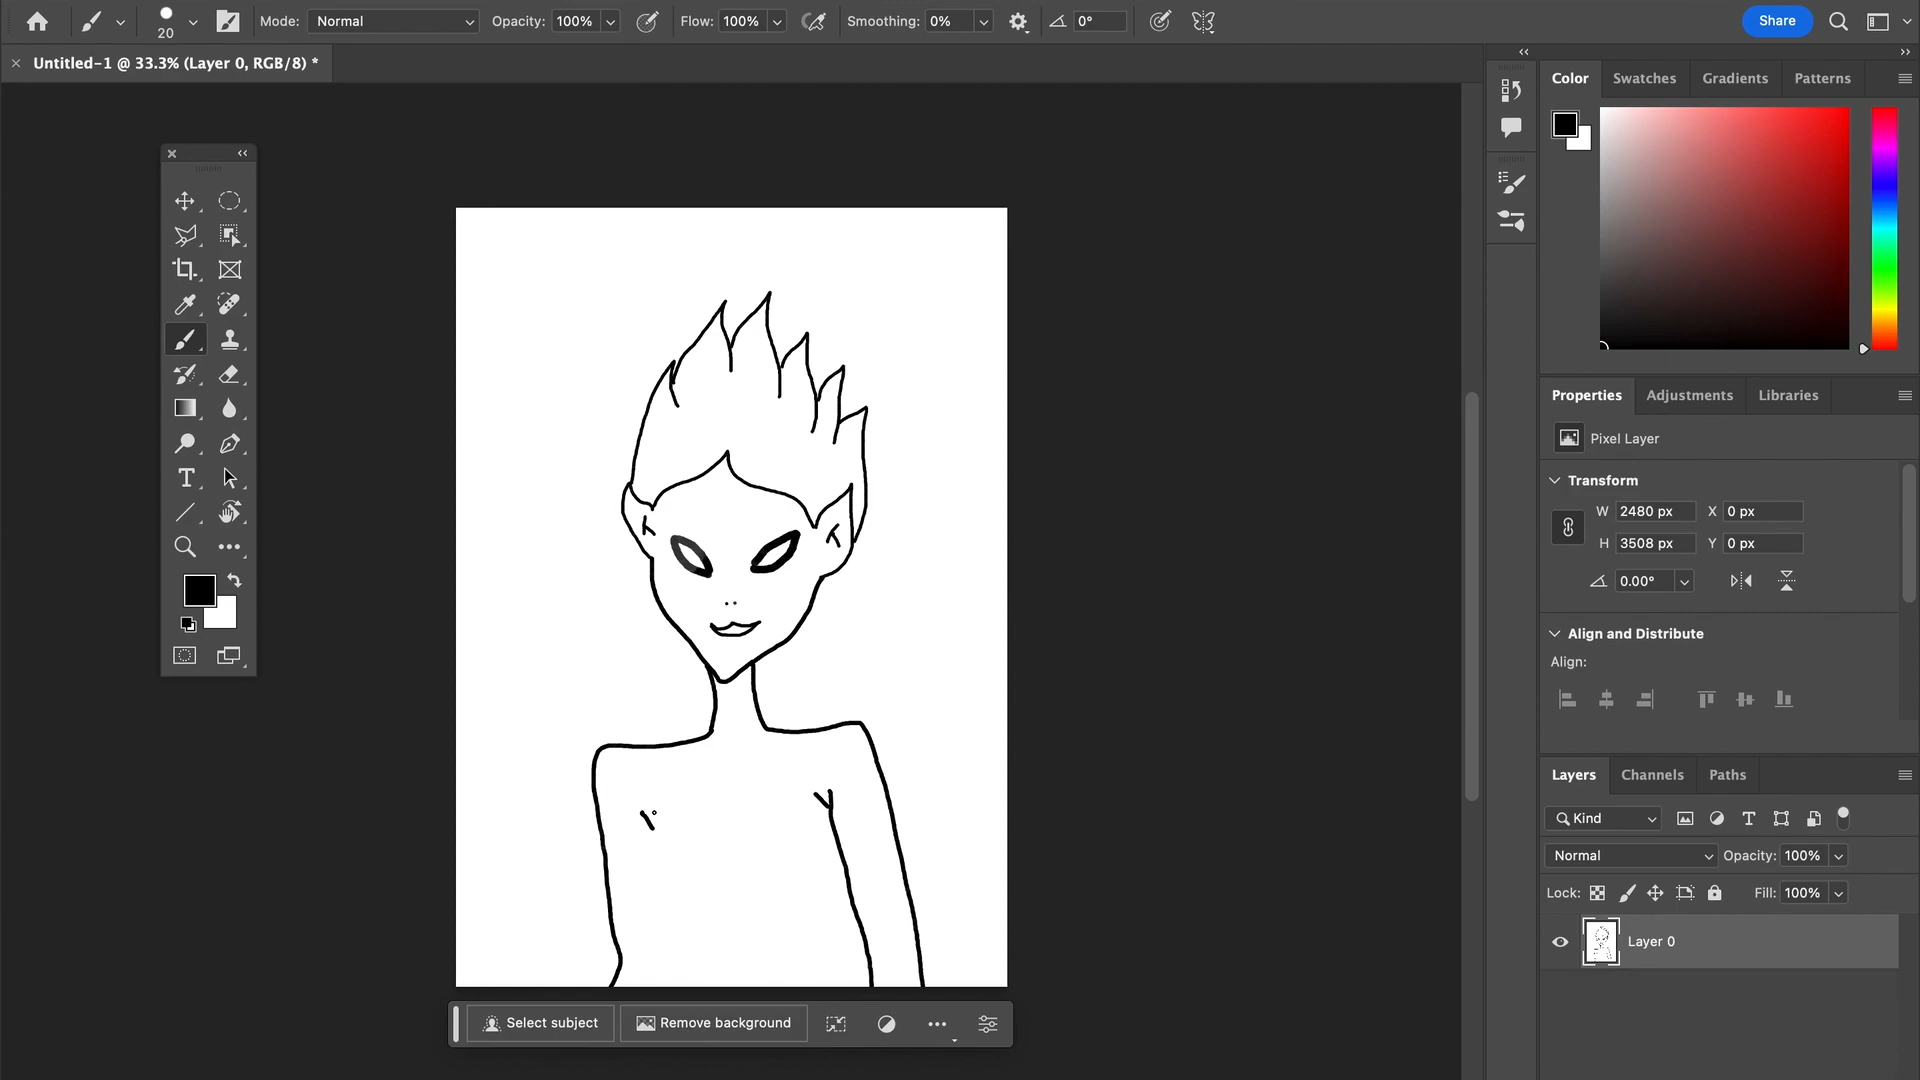 20
Mode: Normal Opacity: 100% Flow: 100% Smoothing: 0% 0° Share
× Untitled-1 @ 33.3% (Layer 0, RGB/8) *
Color Swatches Gradients Patterns
Properties Adjustments Libraries
Pixel Layer
Transform
W 2480 px X 0 px
H 3508 px Y 0 px
0.00°
Align and Distribute
Align:
Layers Channels Paths
Kind
Normal Opacity: 100%
Lock: Fill: 100%
Layer 0
Select subject Remove background